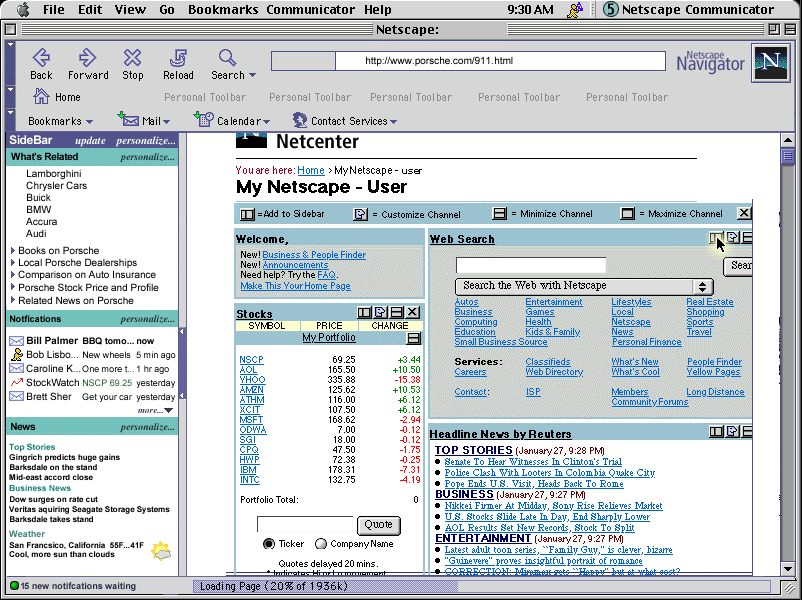 File Edit View Go Bookmarks Communicator Help 9:30 AM Netscape Communicator
Netscape:
Back Forward Stop Reload Search
http://www.porsche.com/911.html
Netscape
Navigator
N
Home Personal Toolbar Personal Toolbar Personal Toolbar Personal Toolbar Personal Toolbar
Bookmarks Mail Calendar Contact Services
SideBar update personalize...
What's Related personalize...
Lamborghini
Chrysler Cars
Buick
BMW
Accura
Audi
Books on Porsche
Local Porsche Dealerships
Comparison on Auto Insurance
Porsche Stock Price and Profile
Related News on Porsche
Notfications personalize...
Bill Palmer BBQ tomo... now
Bob Lisbo... New wheels 5 min ago
Caroline K... One more t... 1 hr ago
StockWatch NSCP 69.25 yesterday
Brett Sher Get your car yesterday
more...
News personalize...
Top Stories
Gingrich predicts huge gains
Barksdale on the stand
Mid-east accord close
Business News
Dow surges on rate cut
Veritas aquiring Seagate Storage Systems
Barksdale takes stand
Weather
San Francsico, California 55F...41F
Cool, more sun than clouds
15 new notifcations waiting
Netcenter
You are here: Home > My Netscape - user
My Netscape - User
=Add to Sidebar = Customize Channel = Minimize Channel = Maximize Channel
Welcome,
New! Business & People Finder
New! Announcements
Need help? Try the FAQ.
Make This Your Home Page
Stocks
SYMBOL PRICE CHANGE
My Portfolio
NSCP 69.25 +3.44
AOL 165.50 +10.50
YHOO 335.88 -15.38
AMZN 125.62 +10.53
ATHM 116.00 +6.12
XCIT 107.50 +6.12
MSFT 168.62 -2.94
ODWA 7.00 -0.12
SGI 18.00 -0.12
CPQ 47.50 -1.75
HWP 72.38 -0.25
IBM 178.31 -7.31
INTC 132.75 -4.19
Portfolio Total: 0
Quote
Ticker Company Name
Quotes delayed 20 mins.
Web Search
Sear
Search the Web with Netscape
Autos Entertainment Lifestyles Real Estate
Business Games Local Shopping
Computing Health Netscape Sports
Education Kids & Family News Travel
Small Business Source Personal Finance
Services: Classifieds What's New People Finder
Careers Web Directory What's Cool Yellow Pages
Contact: ISP Members Long Distance
Community Forums
Headline News by Reuters
TOP STORIES (January 27, 9:28 PM)
Senate To Hear Witnesses In Clinton's Trial
Police Clash With Looters In Colombia Quake City
Pope Ends U.S. Visit, Heads Back To Rome
BUSINESS (January 27, 9:27 PM)
Nikkei Firmer At Midday, Sony Rise Relieves Market
U.S. Stocks Slide Late In Day, End Sharply Lower
AOL Results Set New Records, Stock To Split
ENTERTAINMENT (January 27, 9:27 PM)
Latest adult toon series, ``Family Guy,'' is clever, bizarre
"Guinevere" proves insightful portrait of romance
CORRECTION: Miramax gets ``Happy'' but at what cost?
Loading Page (20% of 1936k)